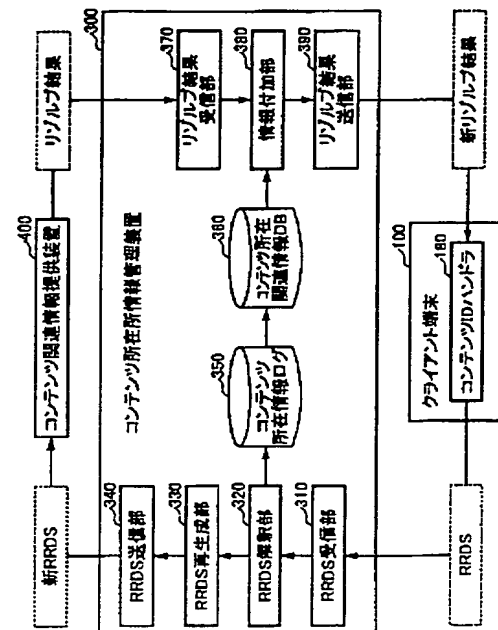 RRDS
310
RRDS受信部
320
RRDS解釈部
330
RRDS再生成部
340
RRDS送信部
新RRDS
100
クライアント端末
180
コンテンツIDハンドラ
350
コンテンツ
所在情報ログ
360
コンテンツ所在
関連情報DB
コンテンツ所在所情報管理装置
300
400
コンテンツ関連情報提供装置
新リゾルブ結果
390
リゾルブ結果
送信部
380
情報付加部
370
リゾルブ結果
受信部
リゾルブ結果